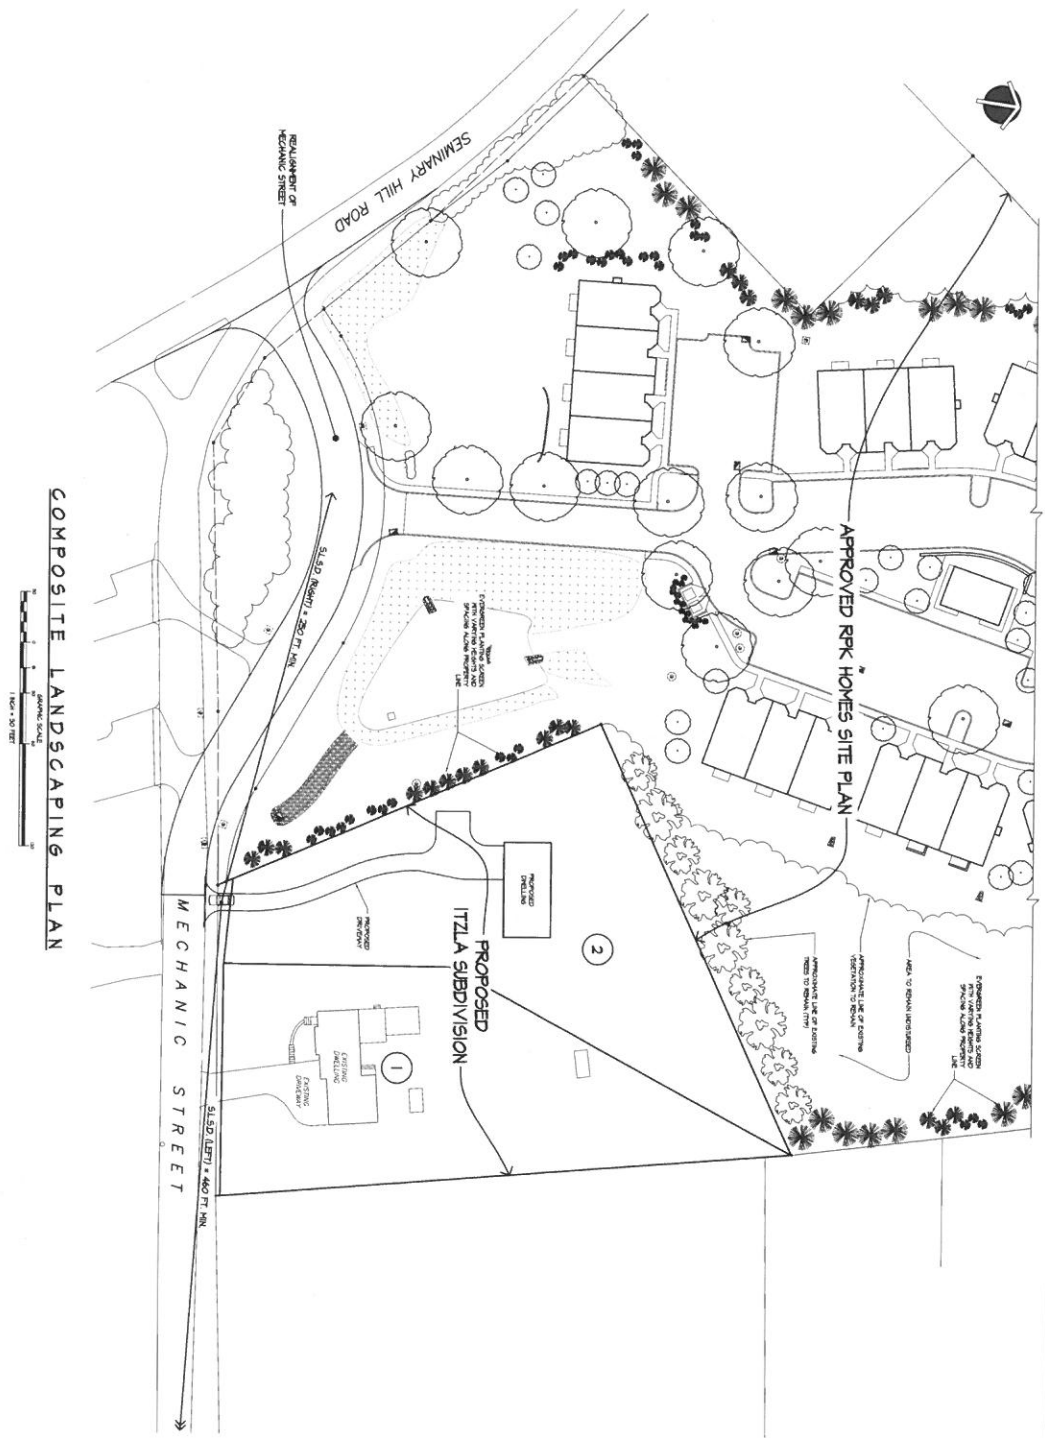 COMPOSITE LANDSCAPING PLAN
GRAPHIC SCALE
1 INCH = 30 FEET
SEMINARY HILL ROAD
REALIGNMENT OF
MECHANIC STREET
S.I.S.D. (RIGHT) = 250 FT. MIN.
EVERGREEN PLANTING SCREEN
WITH VARYING HEIGHTS AND
SPACING ALONG PROPERTY
LINE
APPROVED RPK HOMES SITE PLAN
PROPOSED
DWELLING
PROPOSED
DRIVEWAY
PROPOSED
ITZLA SUBDIVISION
2
1
EXISTING
DWELLING
EXISTING
DRIVEWAY
APPROXIMATE LINE OF EXISTING
TREES TO REMAIN (TYP)
APPROXIMATE LINE OF EXISTING
VEGETATION TO REMAIN
AREA TO REMAIN UNDISTURBED
EVERGREEN PLANTING SCREEN
WITH VARYING HEIGHTS AND
SPACING ALONG PROPERTY
LINE
MECHANIC STREET
S.I.S.D. (LEFT) = 460 FT. MIN.